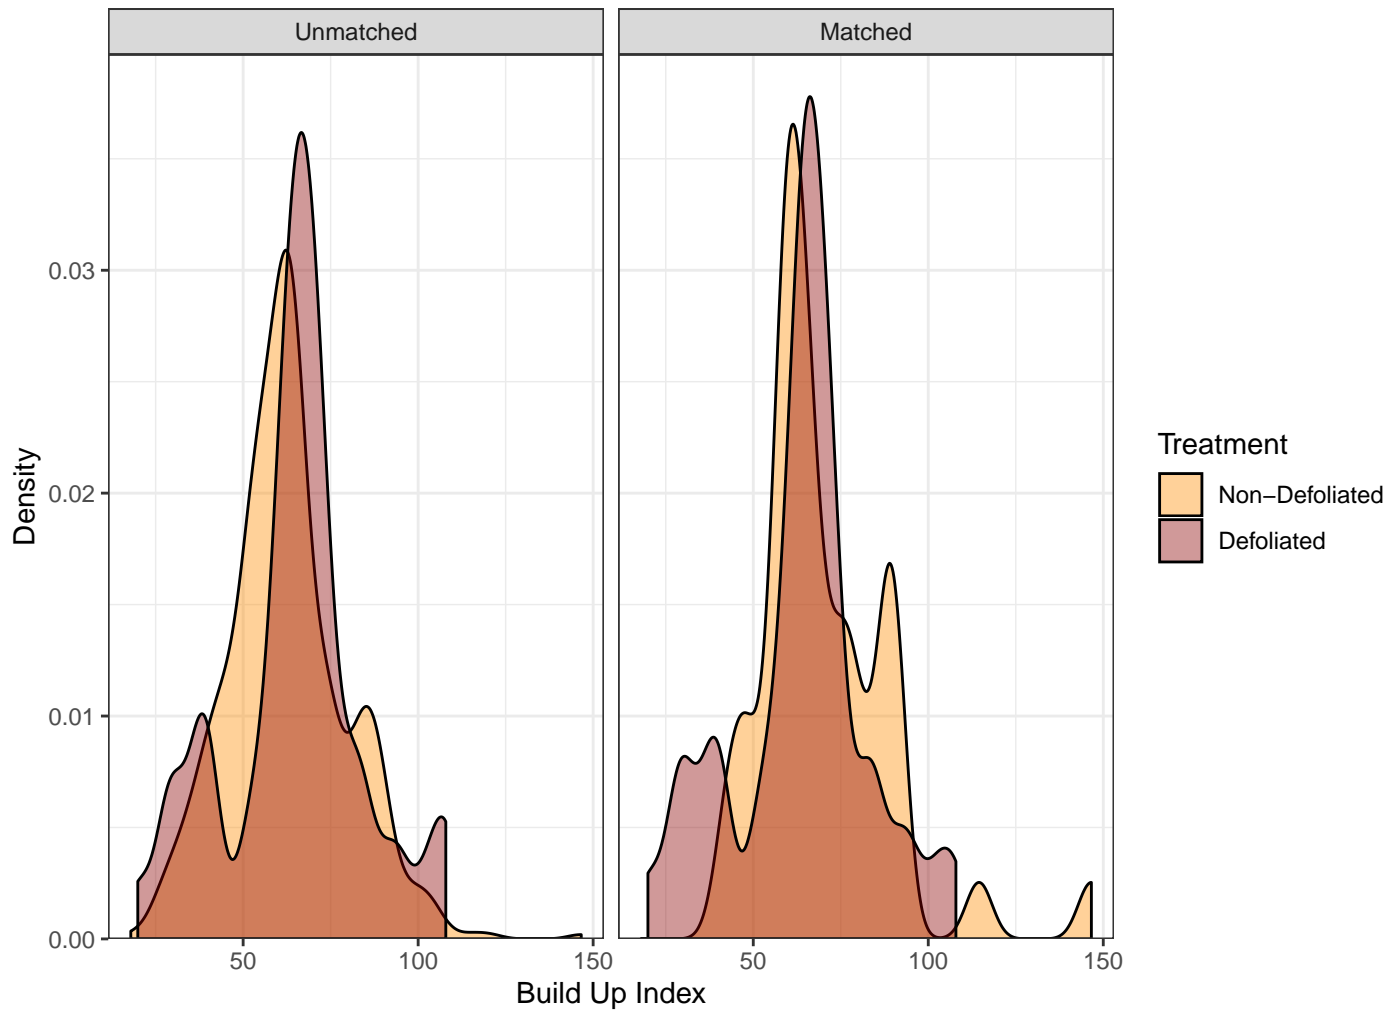 Unmatched
Matched
Density
0.03
0.02
0.01
0.00
50
100
150
50
100
150
Build Up Index
Treatment
Non−Defoliated
Defoliated